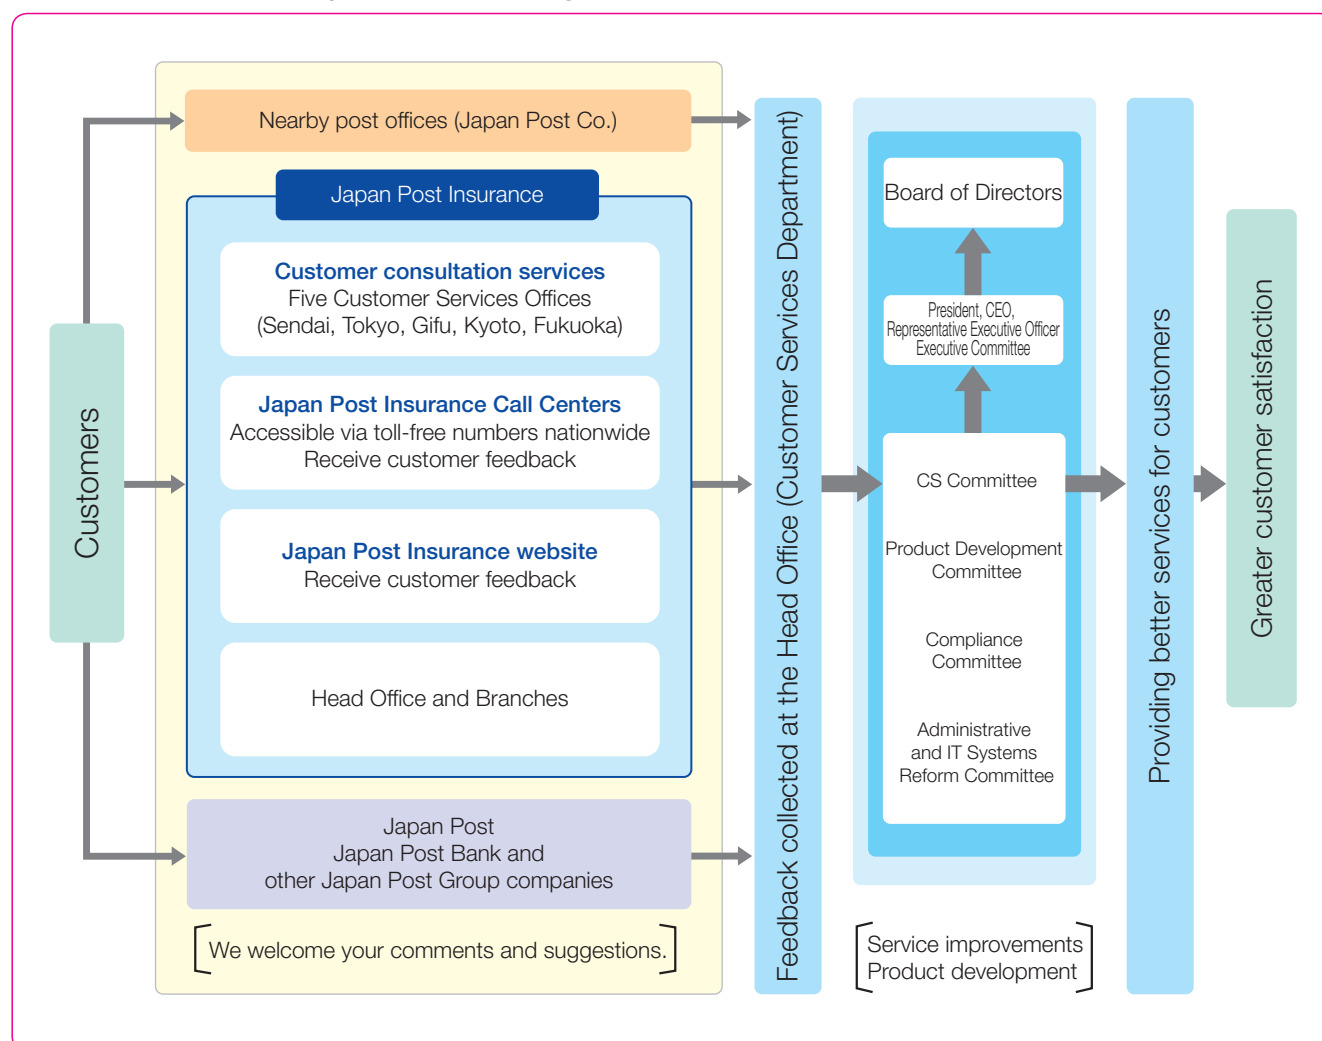 Customers
Nearby post offices (Japan Post Co.)
Japan Post Insurance
Customer consultation services
Five Customer Services Offices
(Sendai, Tokyo, Gifu, Kyoto, Fukuoka)
Japan Post Insurance Call Centers
Accessible via toll-free numbers nationwide
Receive customer feedback
Japan Post Insurance website
Receive customer feedback
Head Office and Branches
Japan Post
Japan Post Bank and
other Japan Post Group companies
We welcome your comments and suggestions.
Feedback collected at the Head Office (Customer Services Department)
Board of Directors
President, CEO,
Representative Executive Officer
Executive Committee
CS Committee
Product Development
Committee
Compliance
Committee
Administrative
and IT Systems
Reform Committee
Service improvements
Product development
Providing better services for customers
Greater customer satisfaction